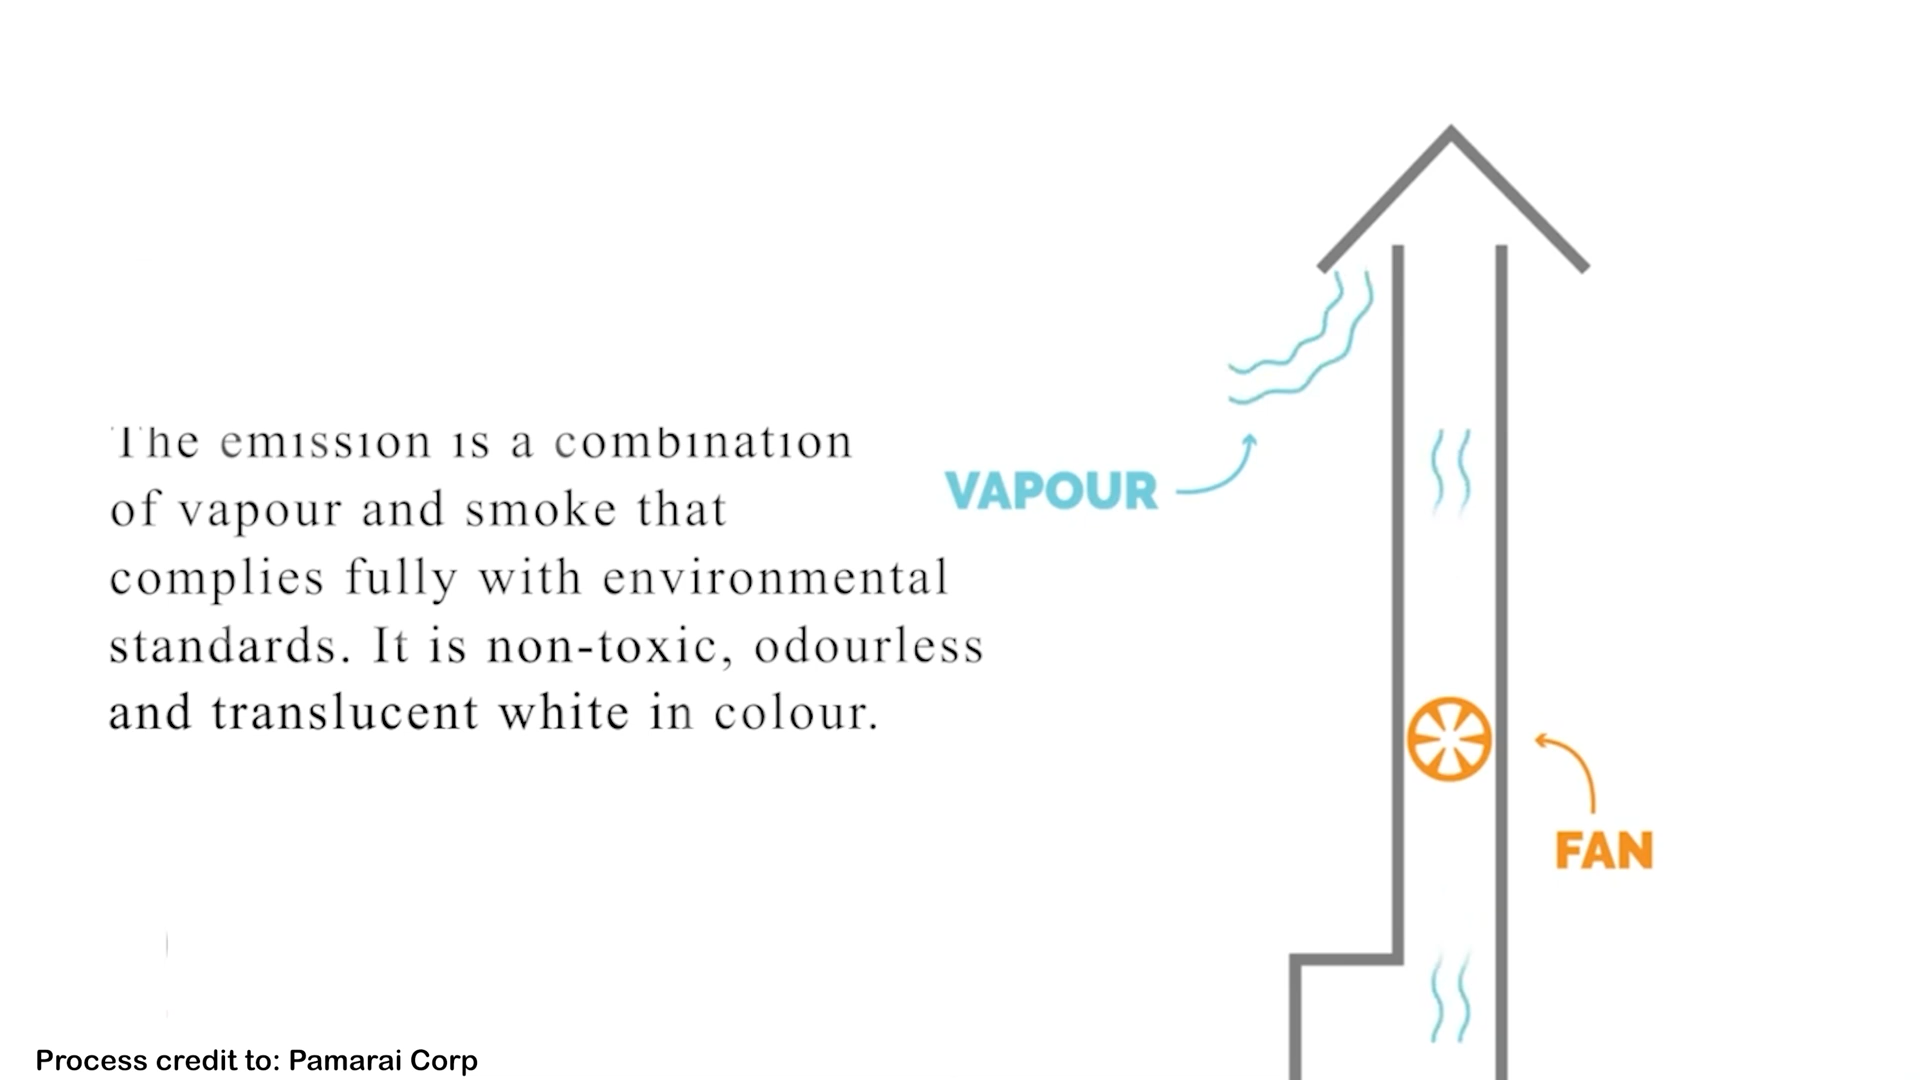 The emission is a combination
of vapour and smoke that
complies fully with environmental
standards. It is non-toxic, odourless
and translucent white in colour.
VAPOUR
FAN
Process credit to: Pamarai Corp